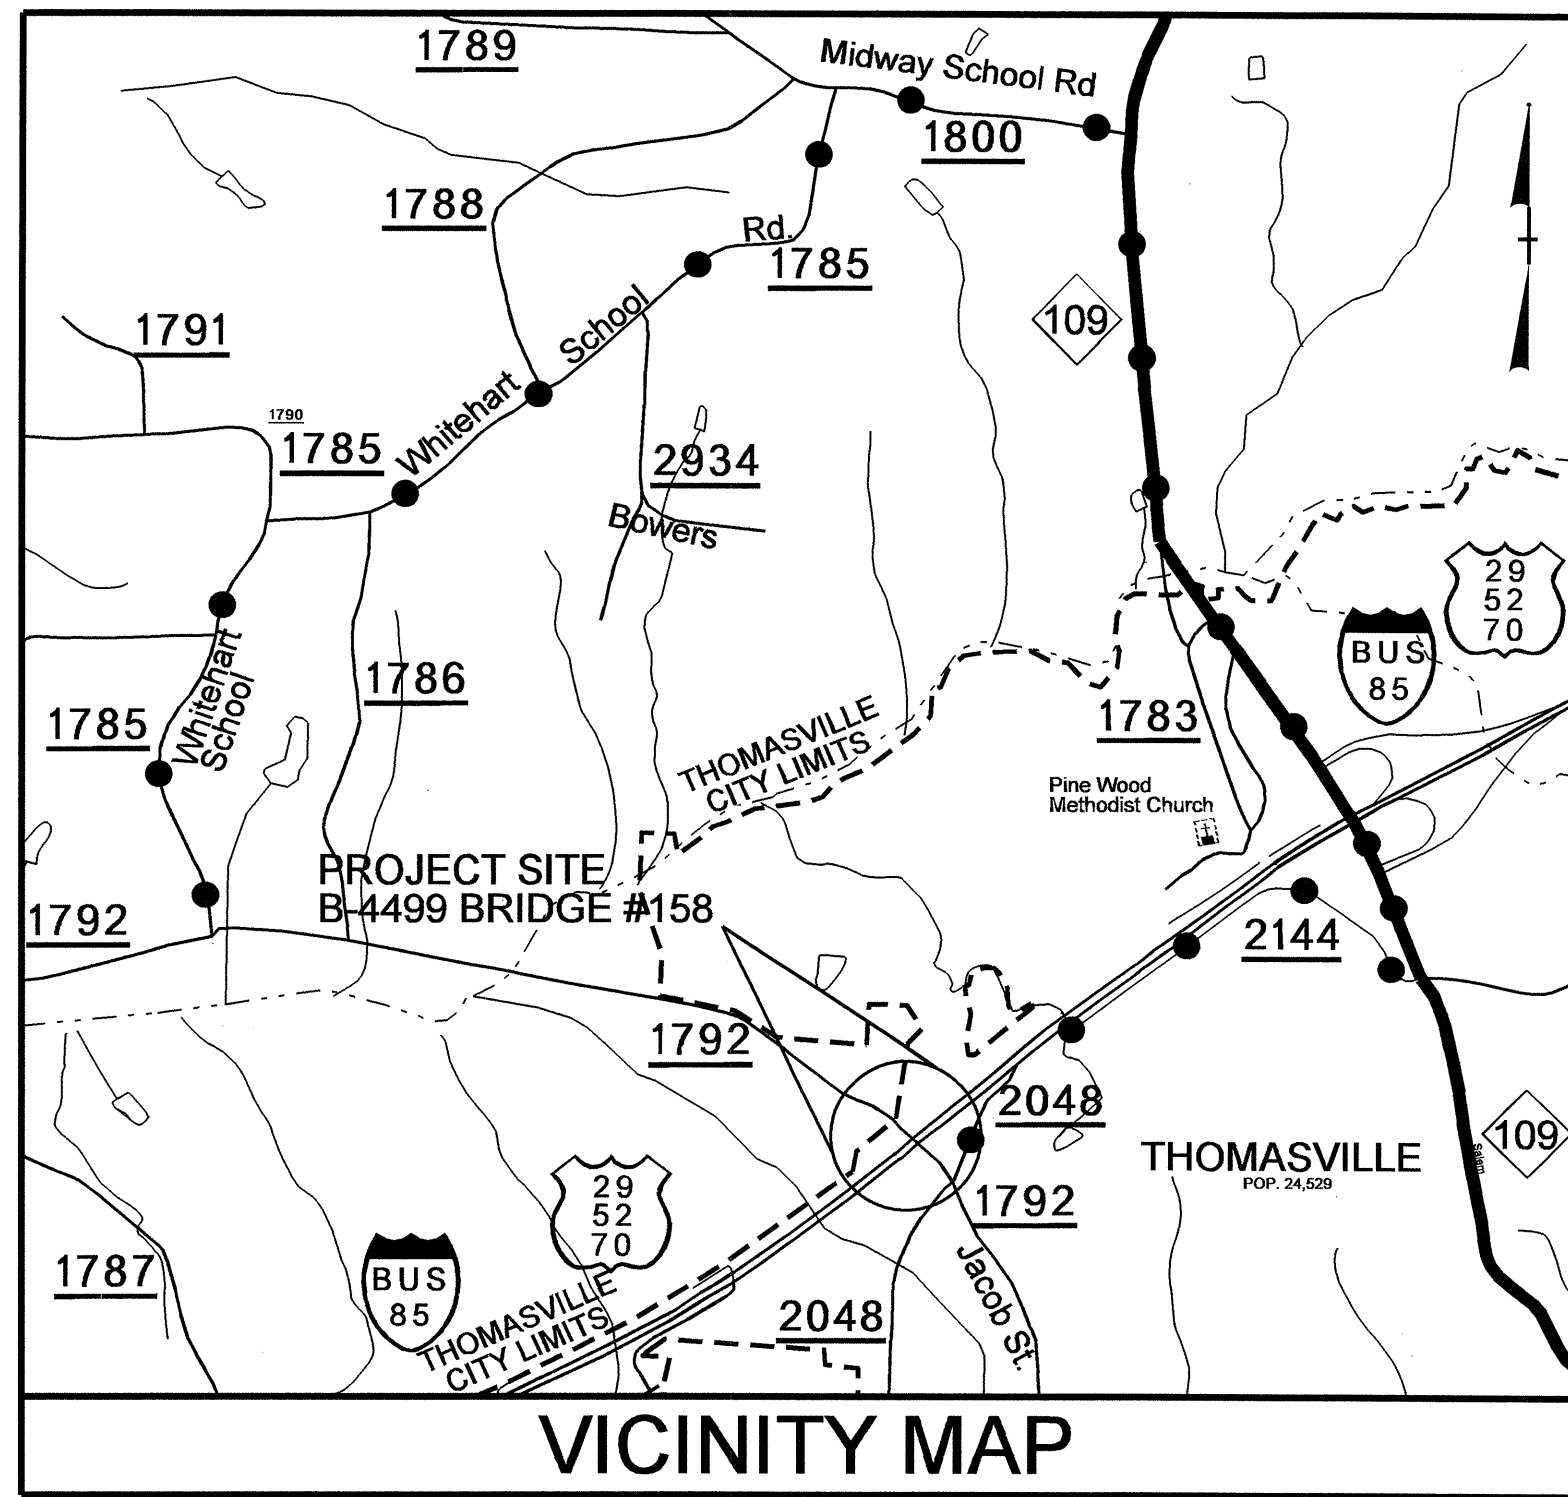 1789
Midway School Rd
1800
1788
Rd.
1785
School
109
1791
1790
1785
Whitehart
2934
Bowers
29
52
70
BUS
85
Whitehart
School
1785
1786
1783
THOMASVILLE
CITY LIMITS
Pine Wood
Methodist Church
PROJECT SITE
B-4499 BRIDGE #158
1792
2144
1792
2048
THOMASVILLE
POP. 24,529
109
Salem
1792
29
52
70
1787
BUS
85
Jacob St.
THOMASVILLE
CITY LIMITS
2048
VICINITY MAP